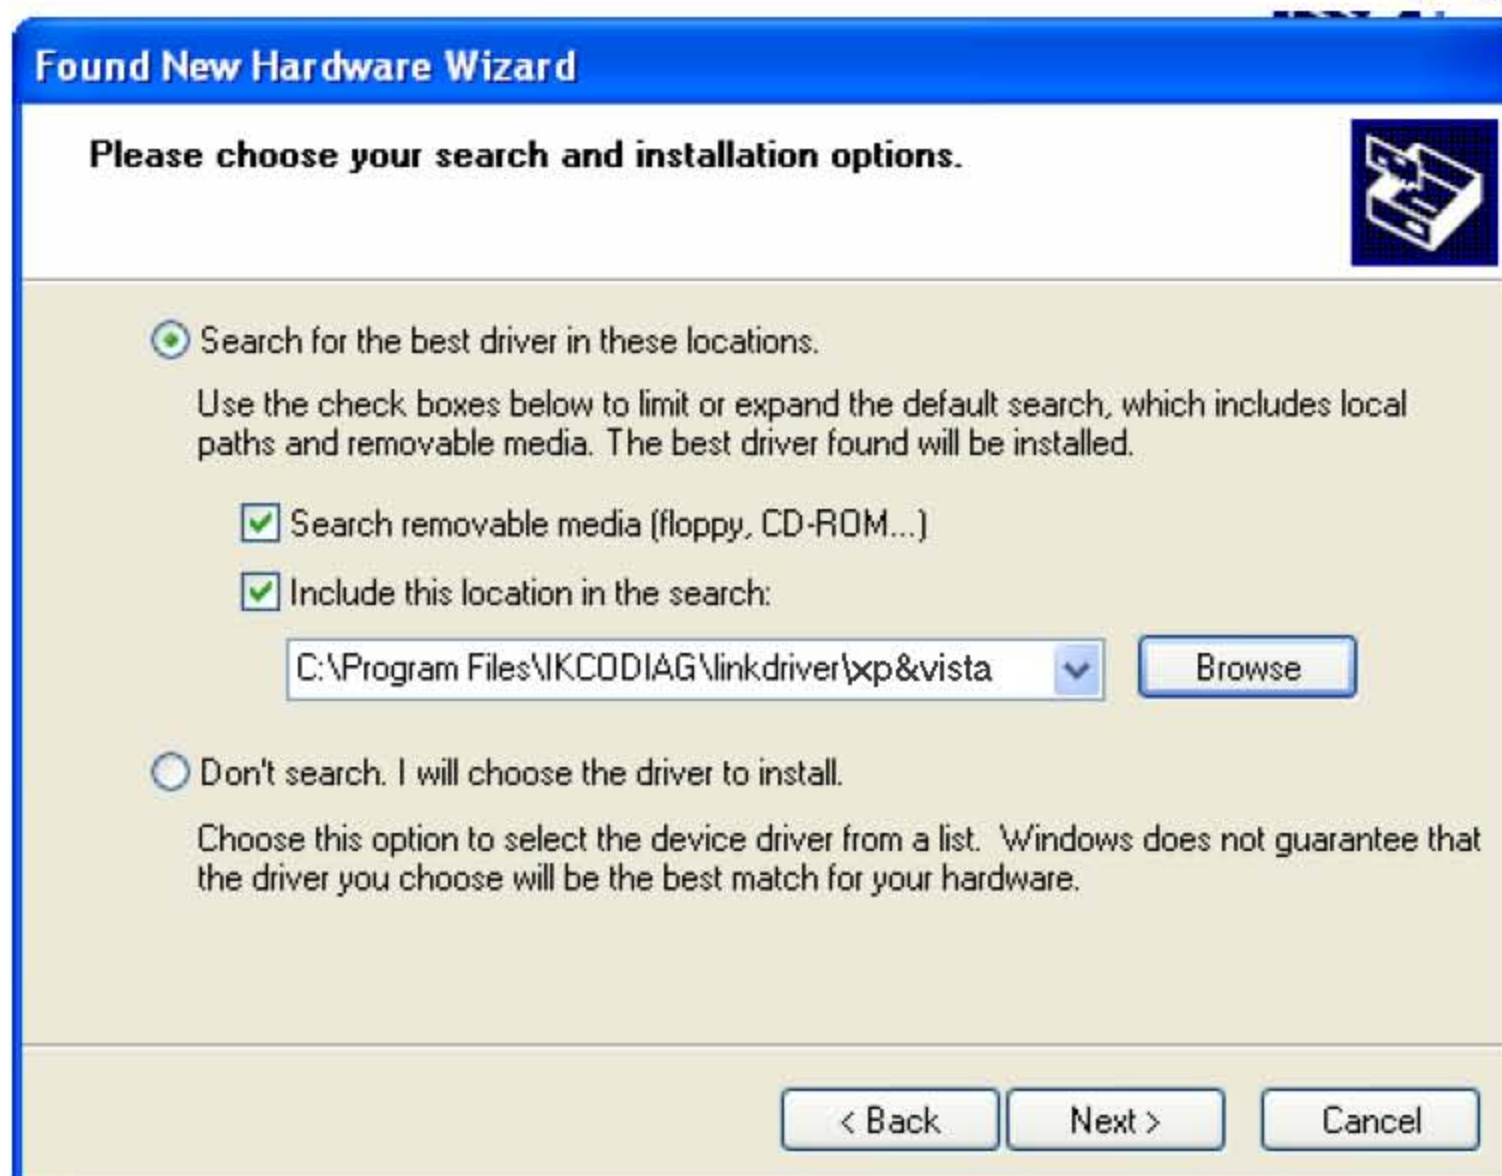 Found New Hardware Wizard
Please choose your search and installation options.
Search for the best driver in these locations.
Use the check boxes below to limit or expand the default search, which includes local
paths and removable media. The best driver found will be installed.
Search removable media (floppy, CD-ROM...)
Include this location in the search:
C:\Program Files\IKCODIAG\linkdriver\xp&vista
Browse
Don't search. I will choose the driver to install.
Choose this option to select the device driver from a list.  Windows does not guarantee that
the driver you choose will be the best match for your hardware.
< Back
Next >
Cancel